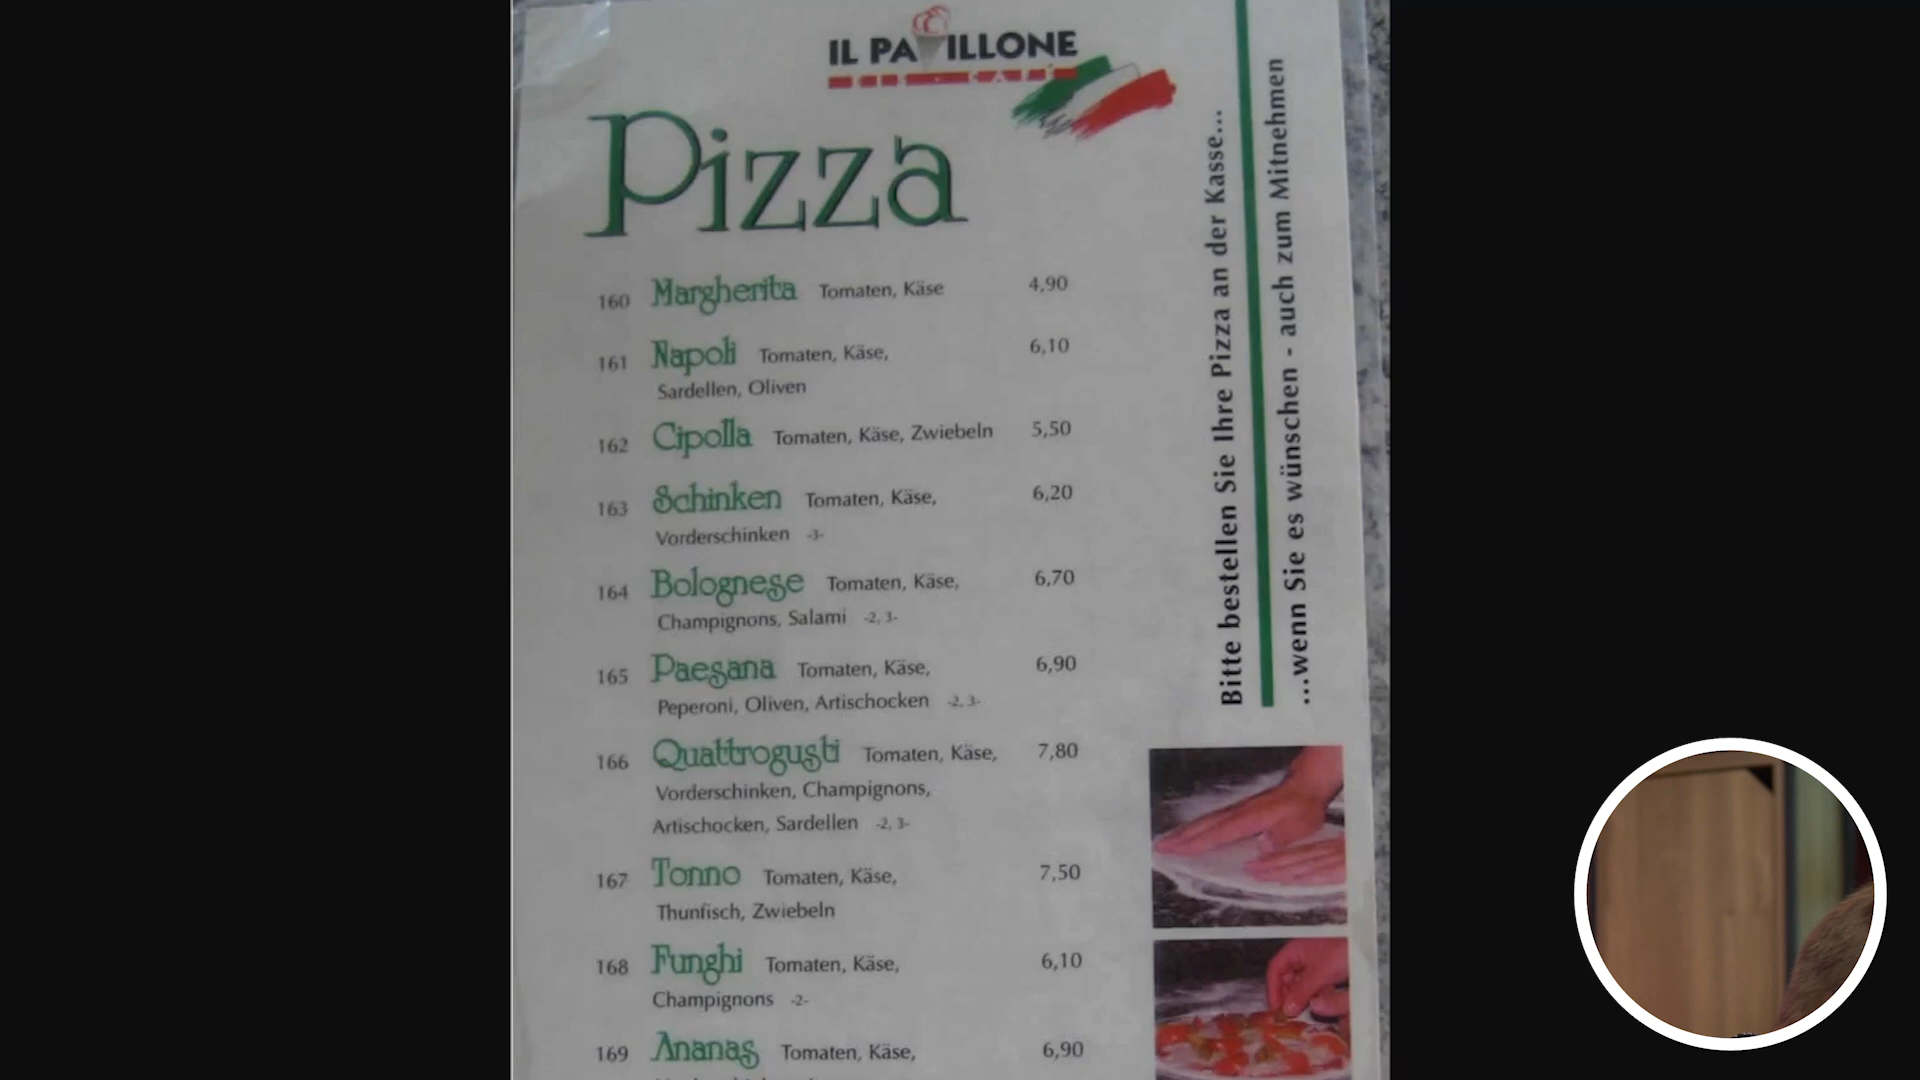 IL PAVILLONE
EIS - CAFÉ
Pizza
160 Margherita Tomaten, Käse 4,90
161 Napoli Tomaten, Käse, 6,10
Sardellen, Oliven
162 Cipolla Tomaten, Käse, Zwiebeln 5,50
163 Schinken Tomaten, Käse, 6,20
Vorderschinken -3-
164 Bolognese Tomaten, Käse, 6,70
Champignons, Salami -2, 3-
165 Paesana Tomaten, Käse, 6,90
Peperoni, Oliven, Artischocken -2, 3-
166 Quattrogusti Tomaten, Käse, 7,80
Vorderschinken, Champignons,
Artischocken, Sardellen -2, 3-
167 Tonno Tomaten, Käse, 7,50
Thunfisch, Zwiebeln
168 Funghi Tomaten, Käse, 6,10
Champignons -2-
169 Ananas Tomaten, Käse, 6,90
Bitte bestellen Sie Ihre Pizza an der Kasse...
...wenn Sie es wünschen - auch zum Mitnehmen